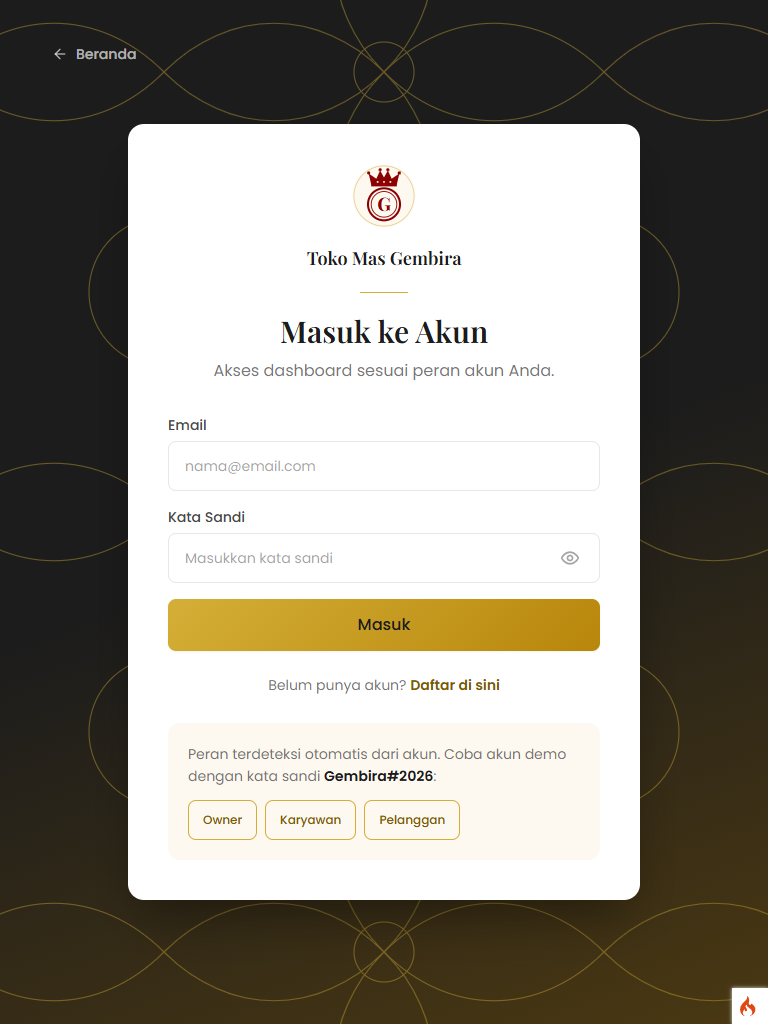 Beranda
G
Toko Mas Gembira
Masuk ke Akun
Akses dashboard sesuai peran akun Anda.
Email
nama@email.com
Kata Sandi
Masukkan kata sandi
Masuk
Belum punya akun? Daftar di sini
Peran terdeteksi otomatis dari akun. Coba akun demo
dengan kata sandi Gembira#2026:
Owner
Karyawan
Pelanggan